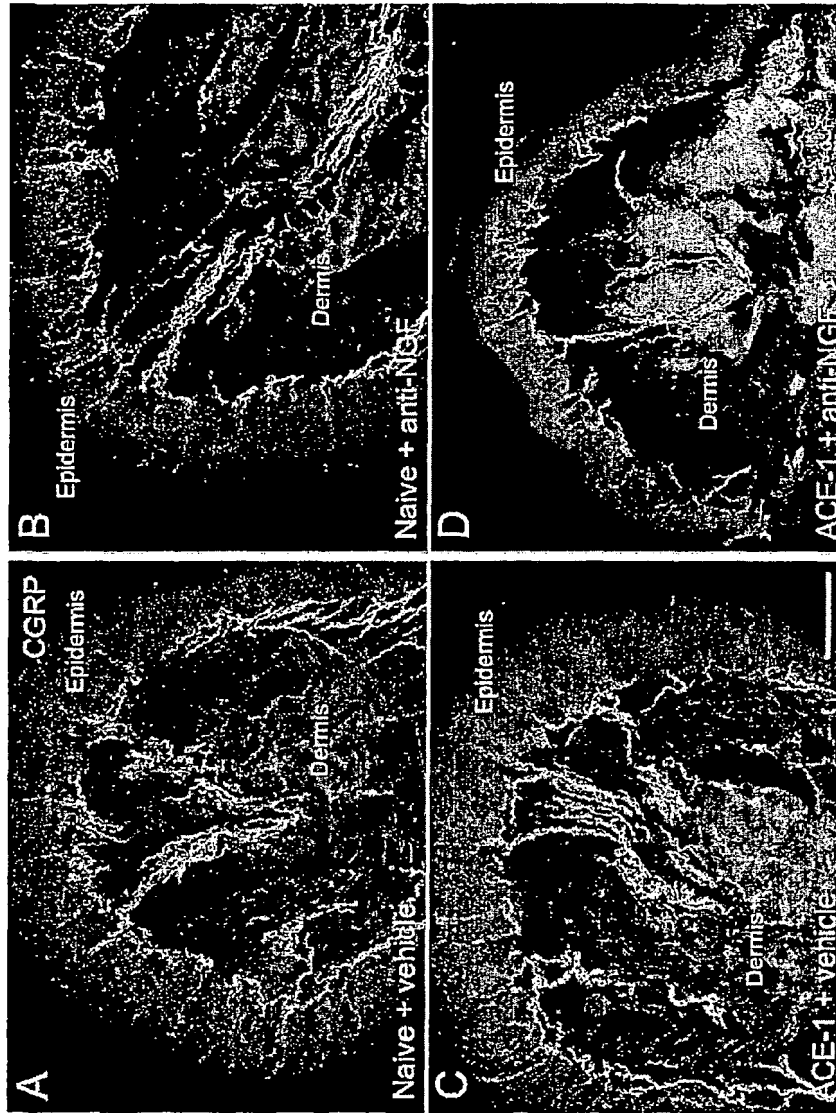 A
CGRP
Epidermis
Dermis
Naive + vehicle
B
Epidermis
Dermis
Naive + anti-NGF
C
Epidermis
Dermis
ACE-1 + vehicle
D
Epidermis
Dermis
ACE-1 + anti-NGF